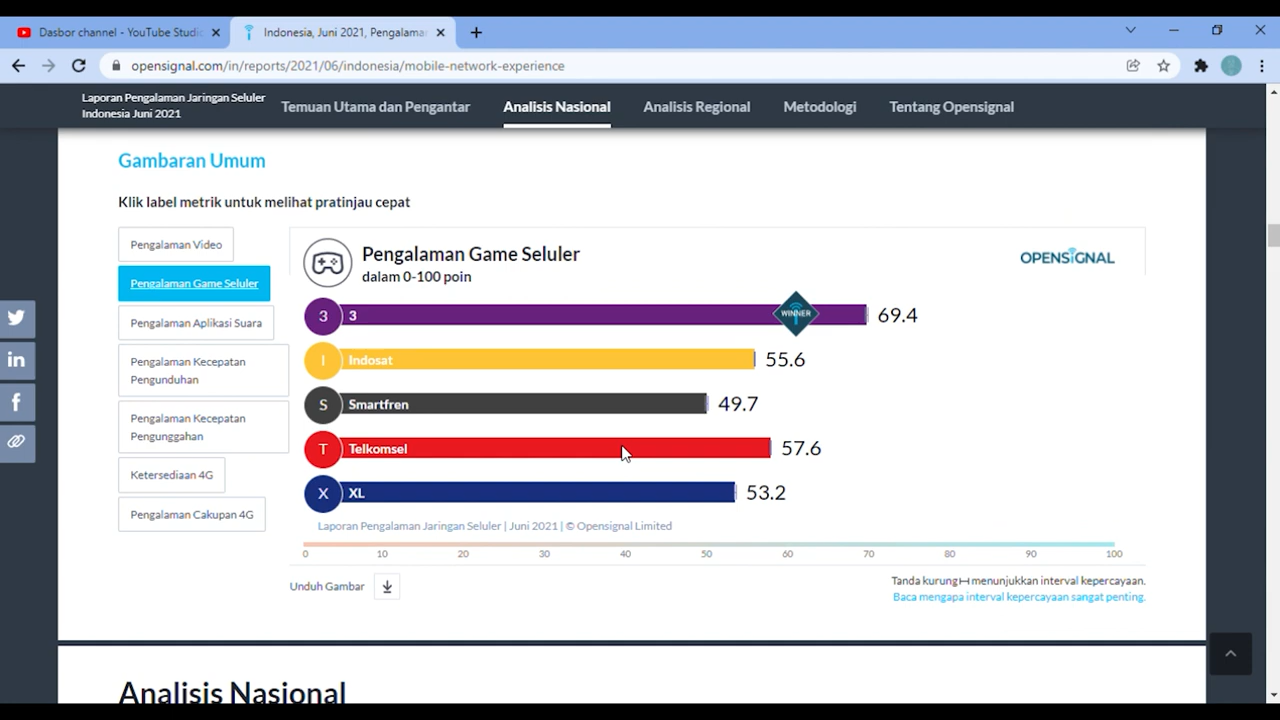 Dasbor channel - YouTube Studio
Indonesia, Juni 2021, Pengalaman
opensignal.com/in/reports/2021/06/indonesia/mobile-network-experience
Laporan Pengalaman Jaringan Seluler
Indonesia Juni 2021
Temuan Utama dan Pengantar
Analisis Nasional
Analisis Regional
Metodologi
Tentang Opensignal
Gambaran Umum
Klik label metrik untuk melihat pratinjau cepat
Pengalaman Video
Pengalaman Game Seluler
Pengalaman Aplikasi Suara
Pengalaman Kecepatan
Pengunduhan
Pengalaman Kecepatan
Pengunggahan
Ketersediaan 4G
Pengalaman Cakupan 4G
Pengalaman Game Seluler
dalam 0-100 poin
OPENSIGNAL
3 3 WINNER 69.4
I Indosat 55.6
S Smartfren 49.7
T Telkomsel 57.6
X XL 53.2
Laporan Pengalaman Jaringan Seluler | Juni 2021 | © Opensignal Limited
0 10 20 30 40 50 60 70 80 90 100
Unduh Gambar
Tanda kurung menunjukkan interval kepercayaan.
Baca mengapa interval kepercayaan sangat penting.
Analisis Nasional